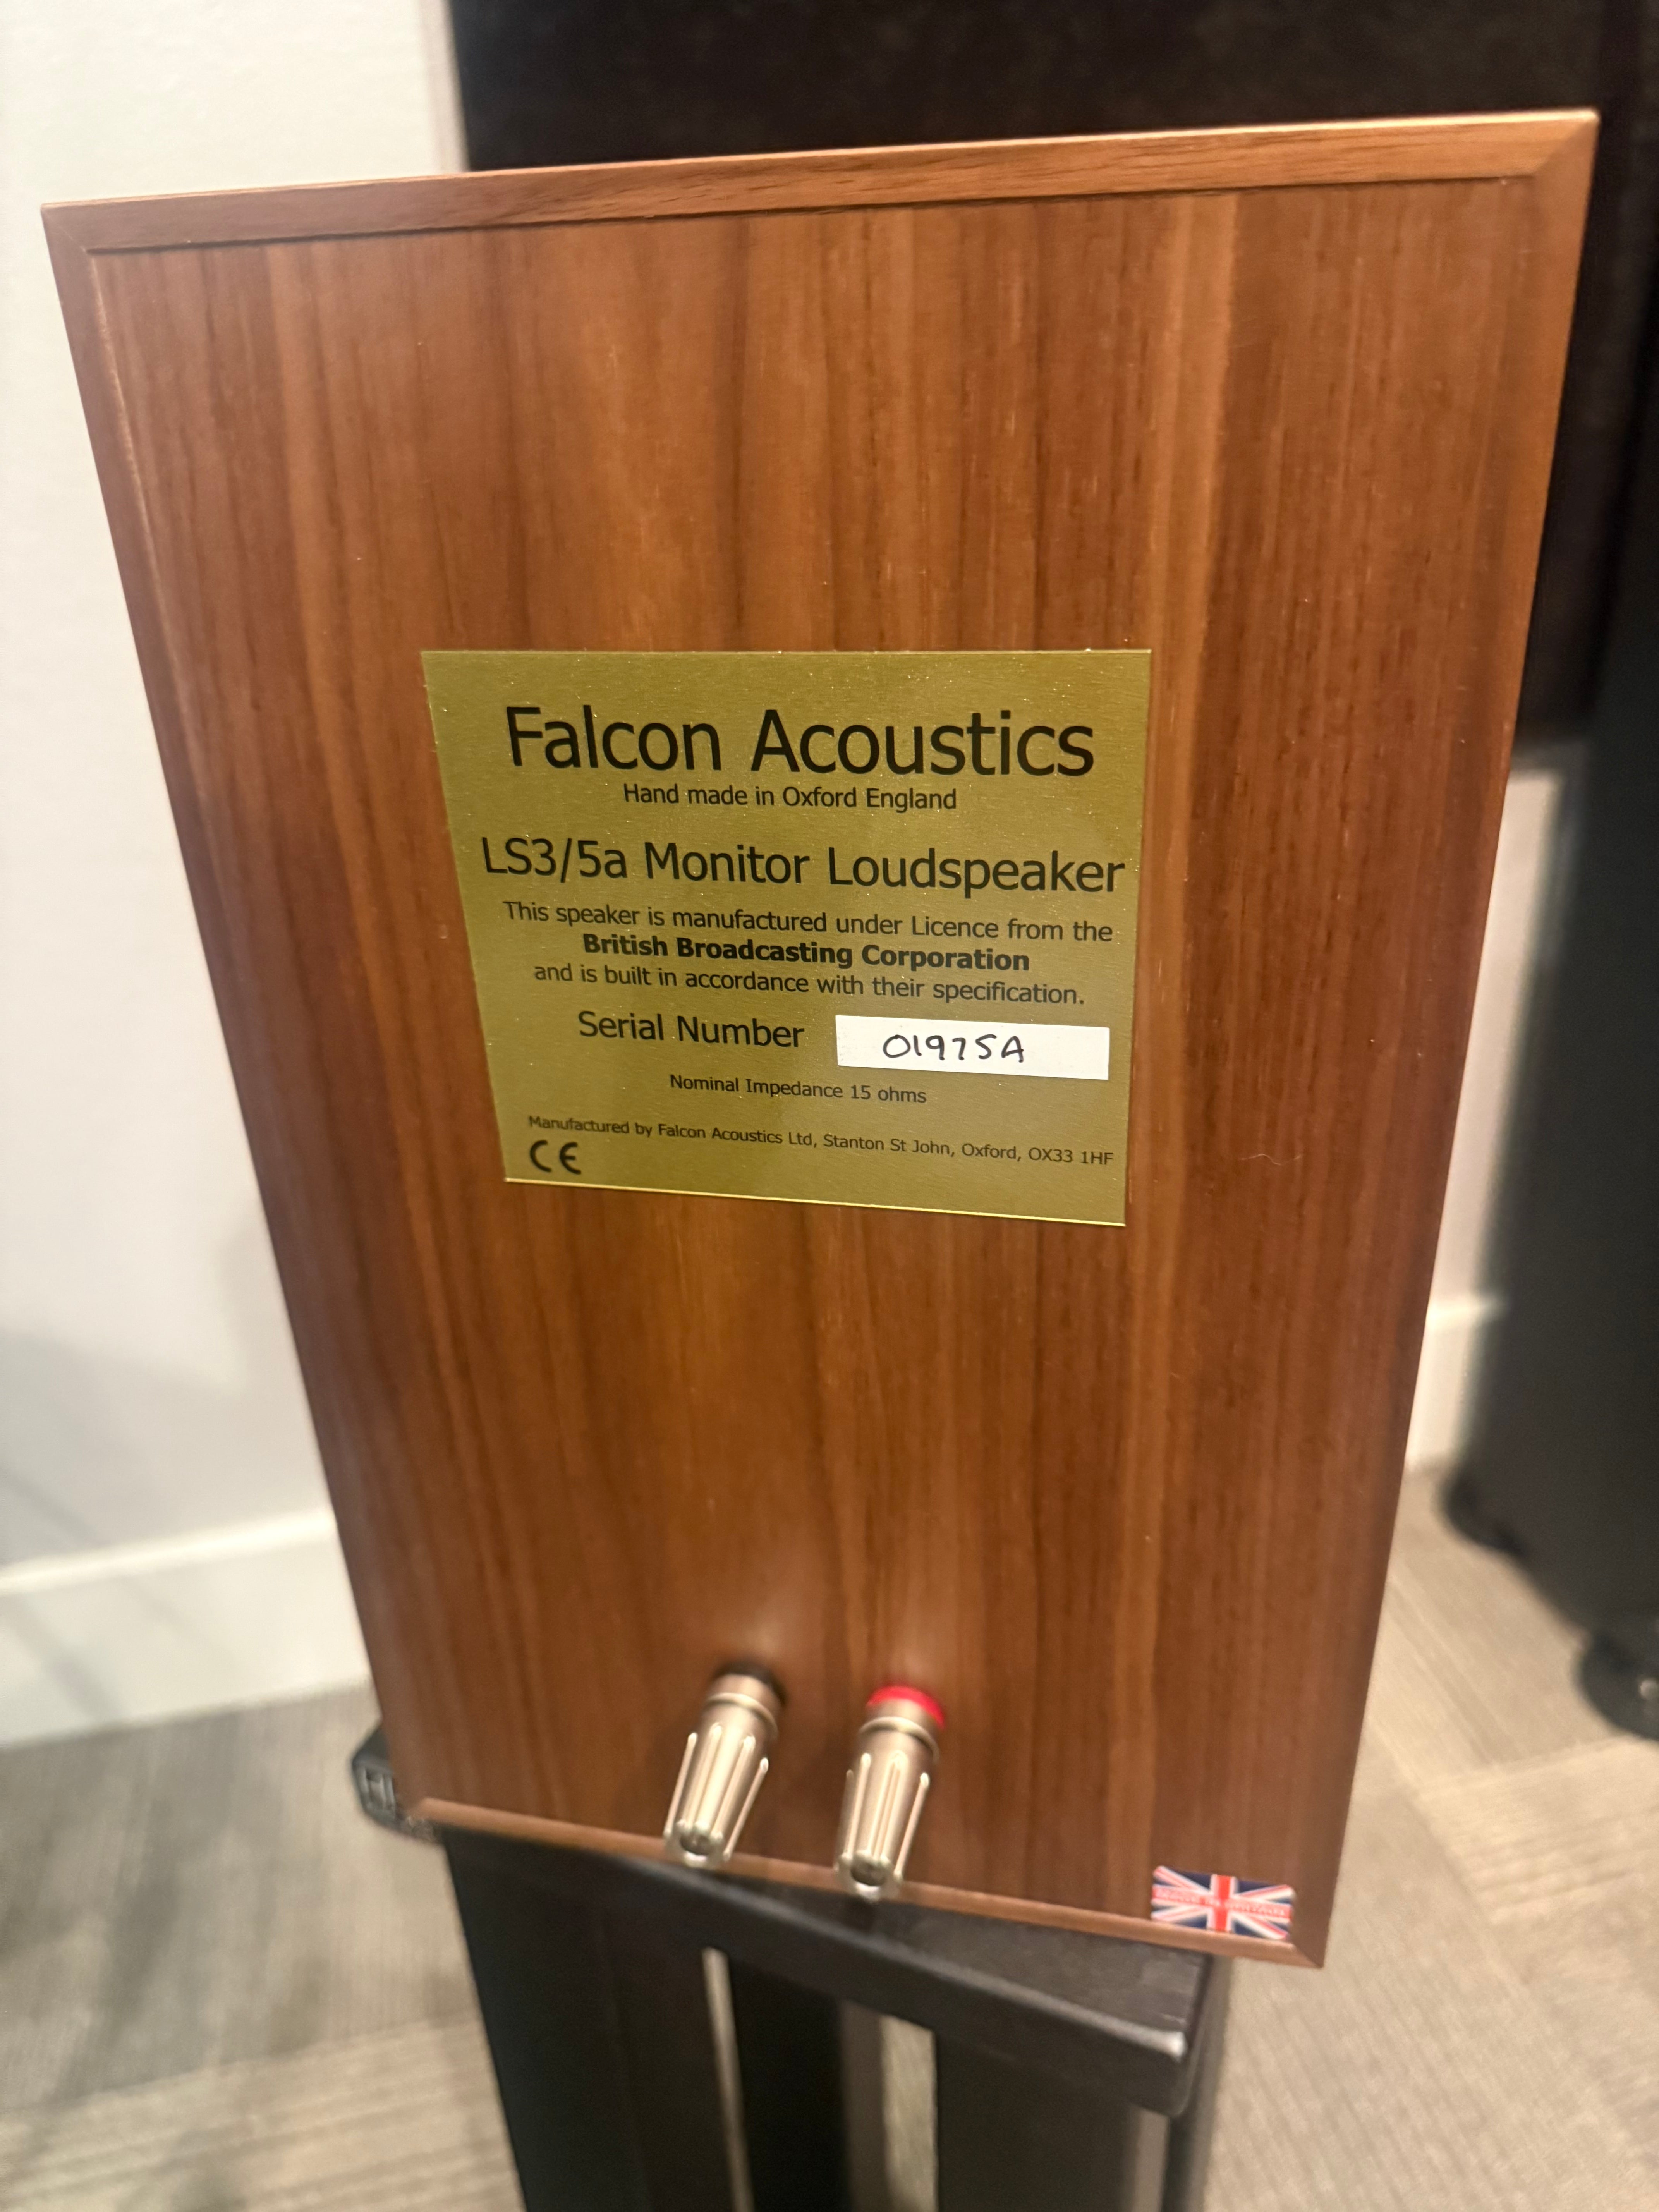 Falcon Acoustics
Hand made in Oxford England
LS3/5a Monitor Loudspeaker
This speaker is manufactured under Licence from the
British Broadcasting Corporation
and is built in accordance with their specification.
Serial Number 01975A
Nominal Impedance 15 ohms
Manufactured by Falcon Acoustics Ltd, Stanton St John, Oxford, OX33 1HF
CE